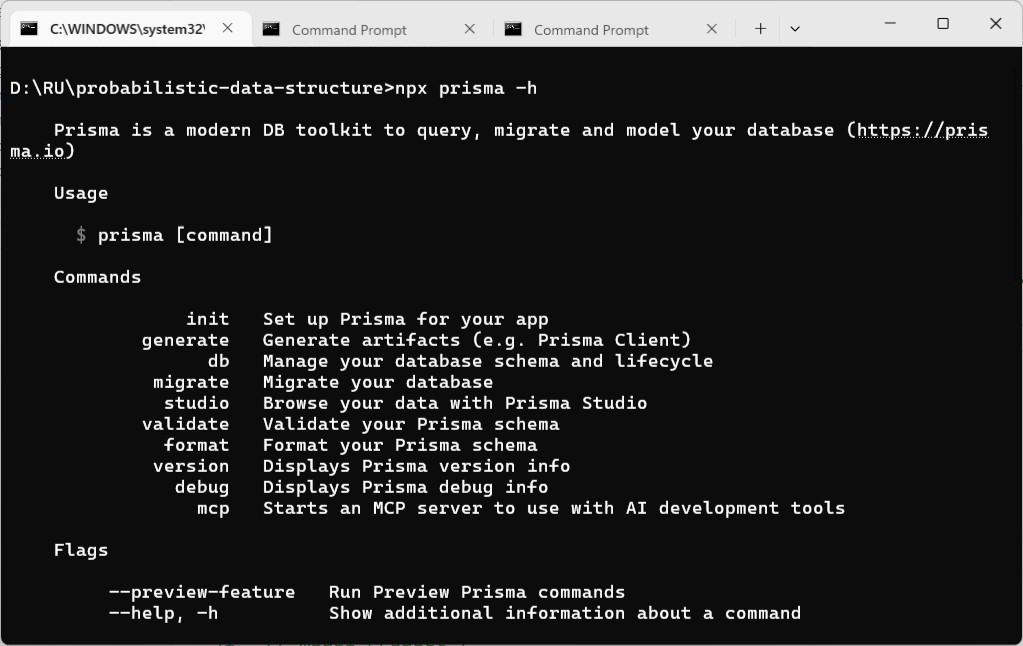 C:\WINDOWS\system32\
Command Prompt
Command Prompt
D:\RU\probabilistic-data-structure>npx prisma -h
Prisma is a modern DB toolkit to query, migrate and model your database (https://pris
ma.io)
Usage
$ prisma [command]
Commands
init   Set up Prisma for your app
generate   Generate artifacts (e.g. Prisma Client)
db   Manage your database schema and lifecycle
migrate   Migrate your database
studio   Browse your data with Prisma Studio
validate   Validate your Prisma schema
format   Format your Prisma schema
version   Displays Prisma version info
debug   Displays Prisma debug info
mcp   Starts an MCP server to use with AI development tools
Flags
--preview-feature   Run Preview Prisma commands
--help, -h   Show additional information about a command